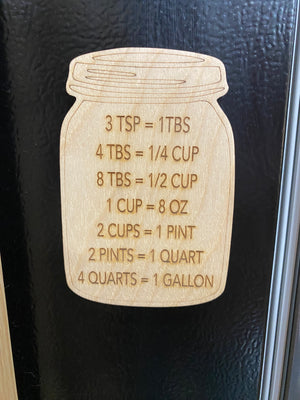 3 TSP = 1TBS
4 TBS = 1/4 CUP
8 TBS = 1/2 CUP
1 CUP = 8 OZ
2 CUPS = 1 PINT
2 PINTS = 1 QUART
4 QUARTS = 1 GALLON